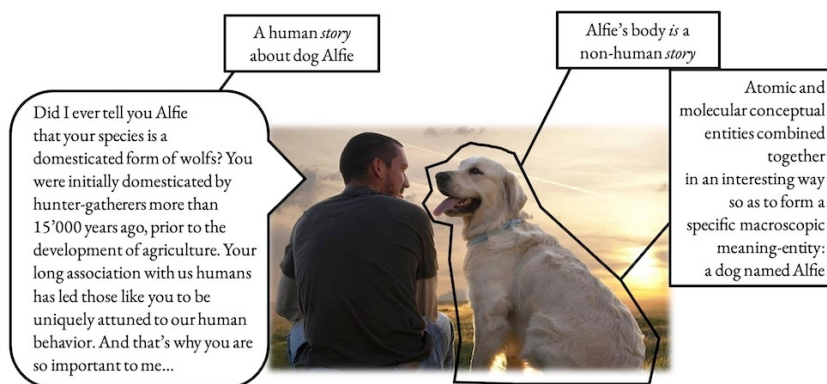 A human story
about dog Alfie
Alfie's body is a
non-human story
Did I ever tell you Alfie
that your species is a
domesticated form of wolfs? You
were initially domesticated by
hunter-gatherers more than
15'000 years ago, prior to the
development of agriculture. Your
long association with us humans
has led those like you to be
uniquely attuned to our human
behavior. And that's why you are
so important to me...
Atomic and
molecular conceptual
entities combined
together
in an interesting way
so as to form a
specific macroscopic
meaning-entity:
a dog named Alfie